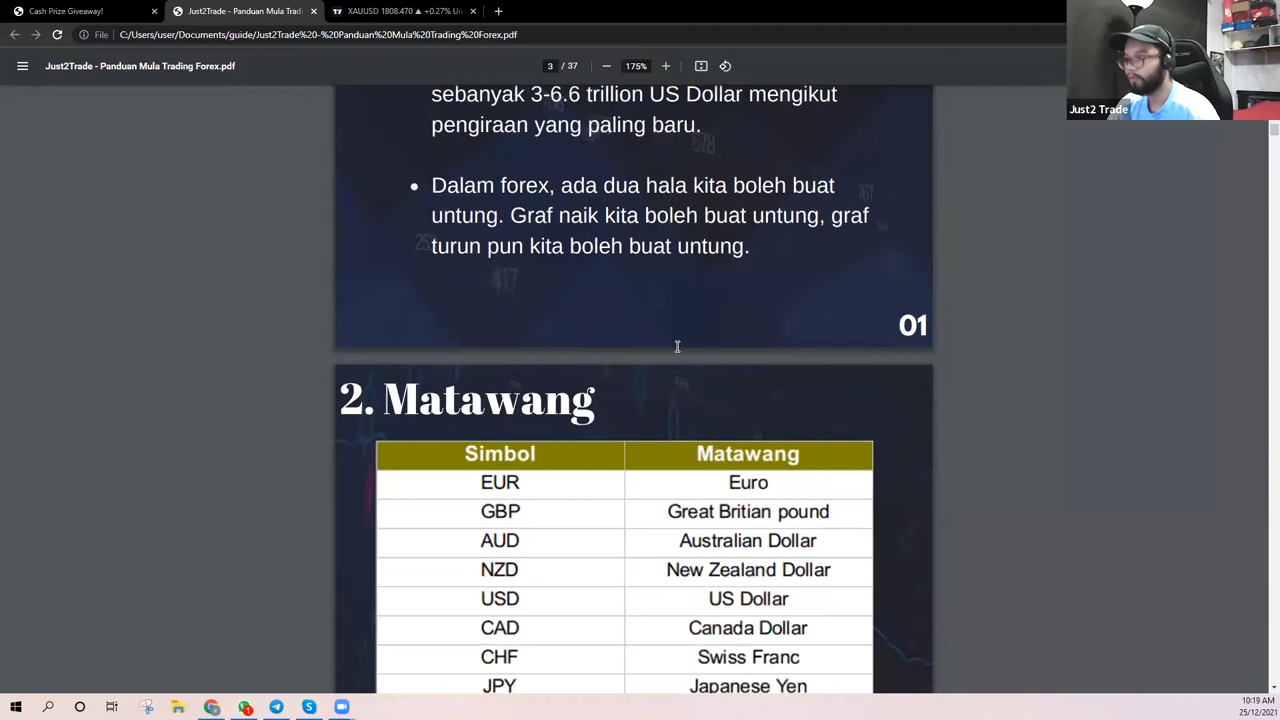 Cash Prize Giveaway!
Just2Trade - Panduan Mula Tradi
XAUUSD 1808.470 ▲ +0.27% Un
File
C:/Users/user/Documents/guide/Just2Trade%20-%20Panduan%20Mula%20Trading%20Forex.pdf
Just2Trade - Panduan Mula Trading Forex.pdf
3 / 37
175%
Just2 Trade
sebanyak 3-6.6 trillion US Dollar mengikut
pengiraan yang paling baru.
• Dalam forex, ada dua hala kita boleh buat
untung. Graf naik kita boleh buat untung, graf
turun pun kita boleh buat untung.
678
417
01
2. Matawang
Simbol Matawang
EUR Euro
GBP Great Britian pound
AUD Australian Dollar
NZD New Zealand Dollar
USD US Dollar
CAD Canada Dollar
CHF Swiss Franc
JPY Japanese Yen
10:19 AM
25/12/2021